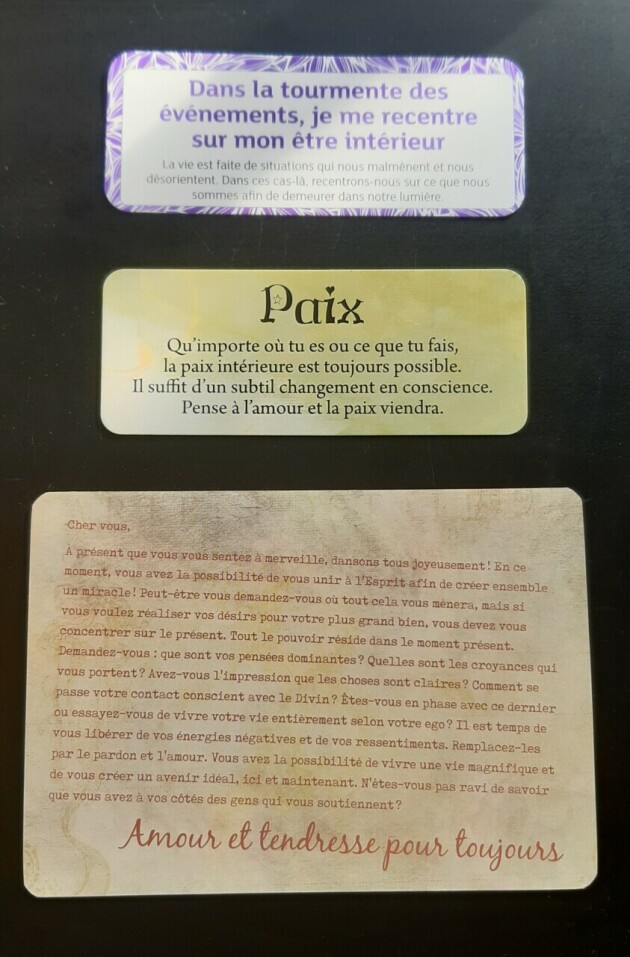 Dans la tourmente des
événements, je me recentre
sur mon être intérieur
La vie est faite de situations qui nous malmènent et nous
désorientent. Dans ces cas-là, recentrons-nous sur ce que nous
sommes afin de demeurer dans notre lumière.
Paix
Qu'importe où tu es ou ce que tu fais,
la paix intérieure est toujours possible.
Il suffit d'un subtil changement en conscience.
Pense à l'amour et la paix viendra.
Cher vous,
À présent que vous vous sentez à merveille, dansons tous joyeusement ! En ce
moment, vous avez la possibilité de vous unir à l'Esprit afin de créer ensemble
un miracle ! Peut-être vous demandez-vous où tout cela vous mènera, mais si
vous voulez réaliser vos désirs pour votre plus grand bien, vous devez vous
concentrer sur le présent. Tout le pouvoir réside dans le moment présent.
Demandez-vous : que sont vos pensées dominantes ? Quelles sont les croyances qui
vous portent ? Avez-vous l'impression que les choses sont claires ? Comment se
passe votre contact conscient avec le Divin ? Êtes-vous en phase avec ce dernier
ou essayez-vous de vivre votre vie entièrement selon votre ego ? Il est temps de
vous libérer de vos énergies négatives et de vos ressentiments. Remplacez-les
par le pardon et l'amour. Vous avez la possibilité de vivre une vie magnifique et
de vous créer un avenir idéal, ici et maintenant. N'êtes-vous pas ravi de savoir
que vous avez à vos côtés des gens qui vous soutiennent ?
Amour et tendresse pour toujours